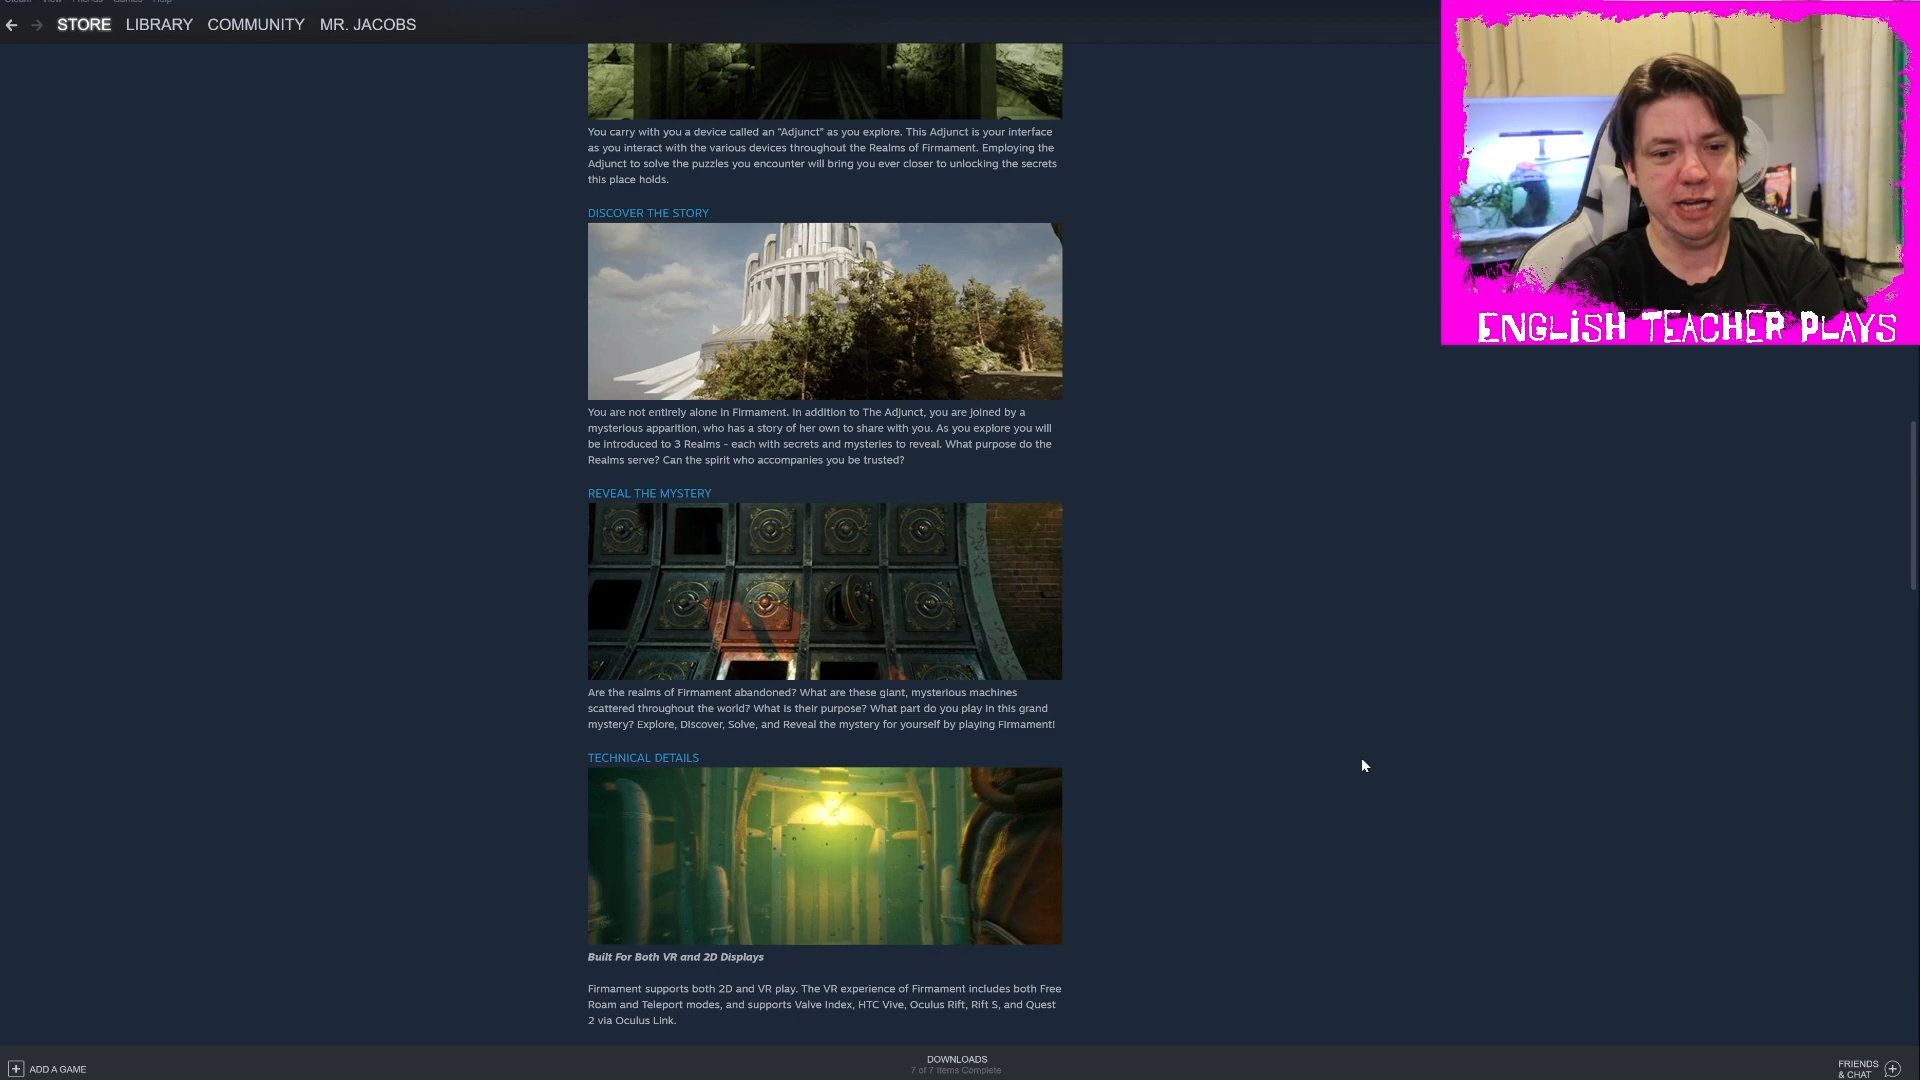 Steam View Friends Games Help
STORE LIBRARY COMMUNITY MR. JACOBS
You carry with you a device called an "Adjunct" as you explore. This Adjunct is your interface
as you interact with the various devices throughout the Realms of Firmament. Employing the
Adjunct to solve the puzzles you encounter will bring you ever closer to unlocking the secrets
this place holds.
DISCOVER THE STORY
You are not entirely alone in Firmament. In addition to The Adjunct, you are joined by a
mysterious apparition, who has a story of her own to share with you. As you explore you will
be introduced to 3 Realms - each with secrets and mysteries to reveal. What purpose do the
Realms serve? Can the spirit who accompanies you be trusted?
REVEAL THE MYSTERY
Are the realms of Firmament abandoned? What are these giant, mysterious machines
scattered throughout the world? What is their purpose? What part do you play in this grand
mystery? Explore, Discover, Solve, and Reveal the mystery for yourself by playing Firmament!
TECHNICAL DETAILS
Built For Both VR and 2D Displays
Firmament supports both 2D and VR play. The VR experience of Firmament includes both Free
Roam and Teleport modes, and supports Valve Index, HTC Vive, Oculus Rift, Rift S, and Quest
2 via Oculus Link.
ENGLISH TEACHER PLAYS
ADD A GAME
DOWNLOADS
7 of 7 Items Complete
FRIENDS
& CHAT